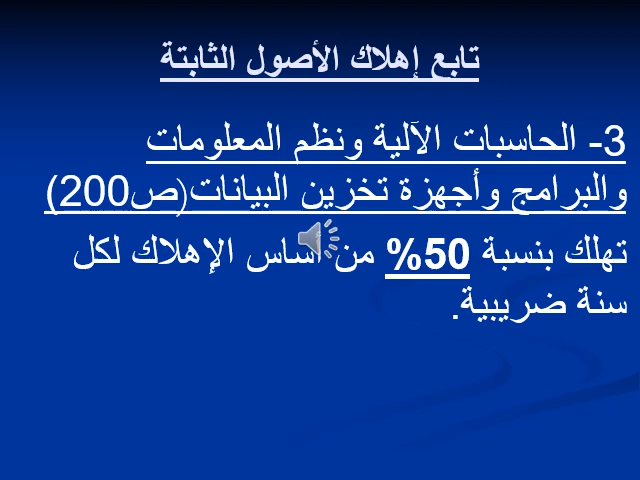 تابع إهلاك الأصول الثابتة
3- الحاسبات الآلية ونظم المعلومات
والبرامج وأجهزة تخزين البيانات(ص200)
تهلك بنسبة 50% من أساس الإهلاك لكل
سنة ضريبية.